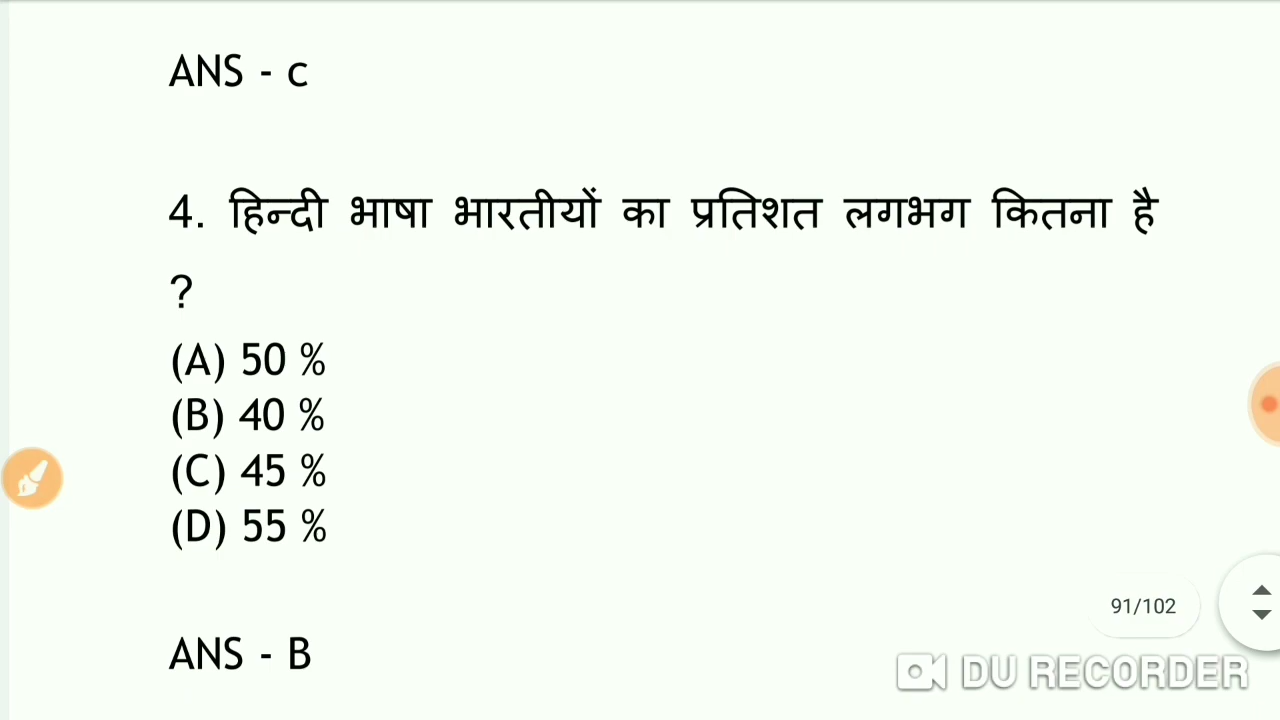 ANS - c
4. हिन्दी भाषा भारतीयों का प्रतिशत लगभग कितना है
?
(A) 50 %
(B) 40 %
(C) 45 %
(D) 55 %
91/102
ANS - B
DU RECORDER